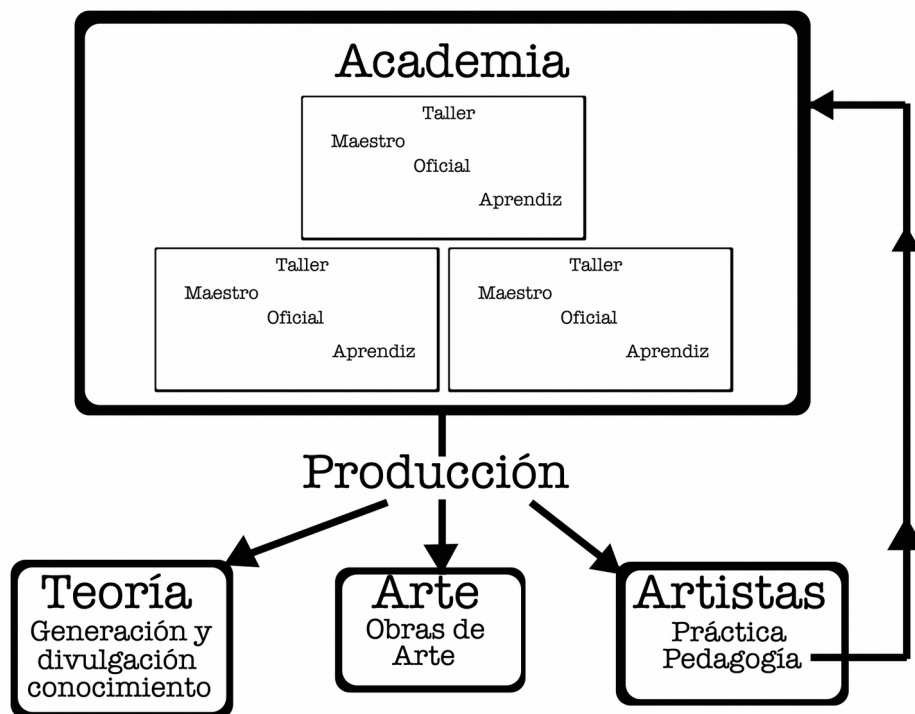 Academia
Taller
Maestro
Oficial
Aprendiz
Taller
Maestro
Oficial
Aprendiz
Taller
Maestro
Oficial
Aprendiz
Producción
Teoría
Generación y
divulgación
conocimiento
Arte
Obras de
Arte
Artistas
Práctica
Pedagogía